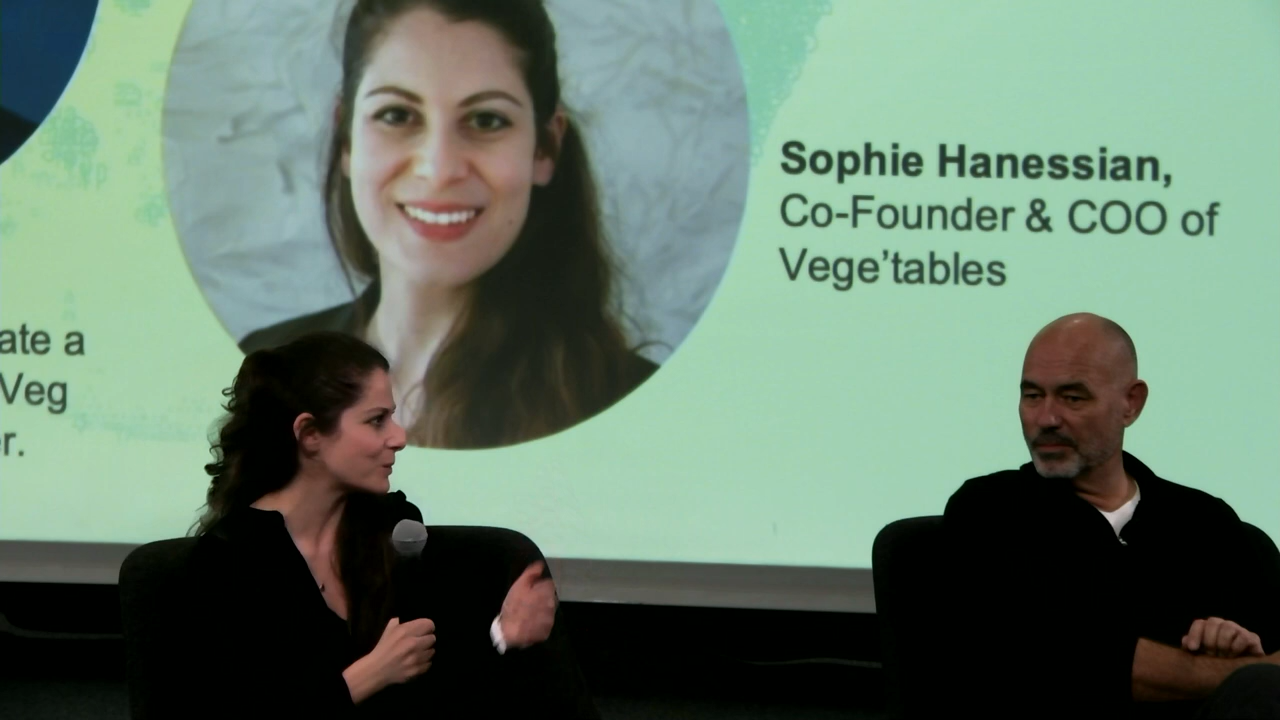 Sophie Hanessian,
Co-Founder & COO of
Vege'tables
ate a
Veg
r.